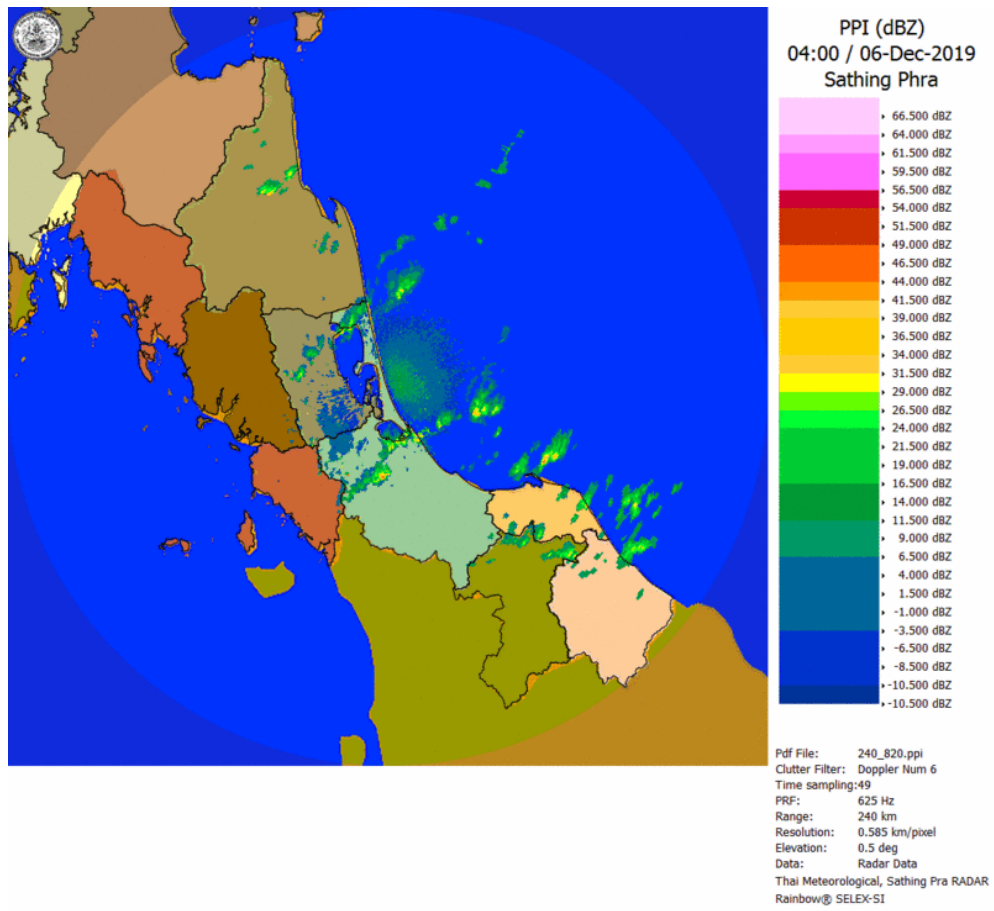 PPI (dBZ)
04:00 / 06-Dec-2019
Sathing Phra
66.500 dBZ
64.000 dBZ
61.500 dBZ
59.500 dBZ
56.500 dBZ
54.000 dBZ
51.500 dBZ
49.000 dBZ
46.500 dBZ
44.000 dBZ
41.500 dBZ
39.000 dBZ
36.500 dBZ
34.000 dBZ
31.500 dBZ
29.000 dBZ
26.500 dBZ
24.000 dBZ
21.500 dBZ
19.000 dBZ
16.500 dBZ
14.000 dBZ
11.500 dBZ
9.000 dBZ
6.500 dBZ
4.000 dBZ
1.500 dBZ
-1.000 dBZ
-3.500 dBZ
-6.500 dBZ
-8.500 dBZ
-10.500 dBZ
-10.500 dBZ
Pdf File: 240_820.ppi
Clutter Filter: Doppler Num 6
Time sampling:49
PRF: 625 Hz
Range: 240 km
Resolution: 0.585 km/pixel
Elevation: 0.5 deg
Data: Radar Data
Thai Meteorological, Sathing Pra RADAR
Rainbow® SELEX-SI